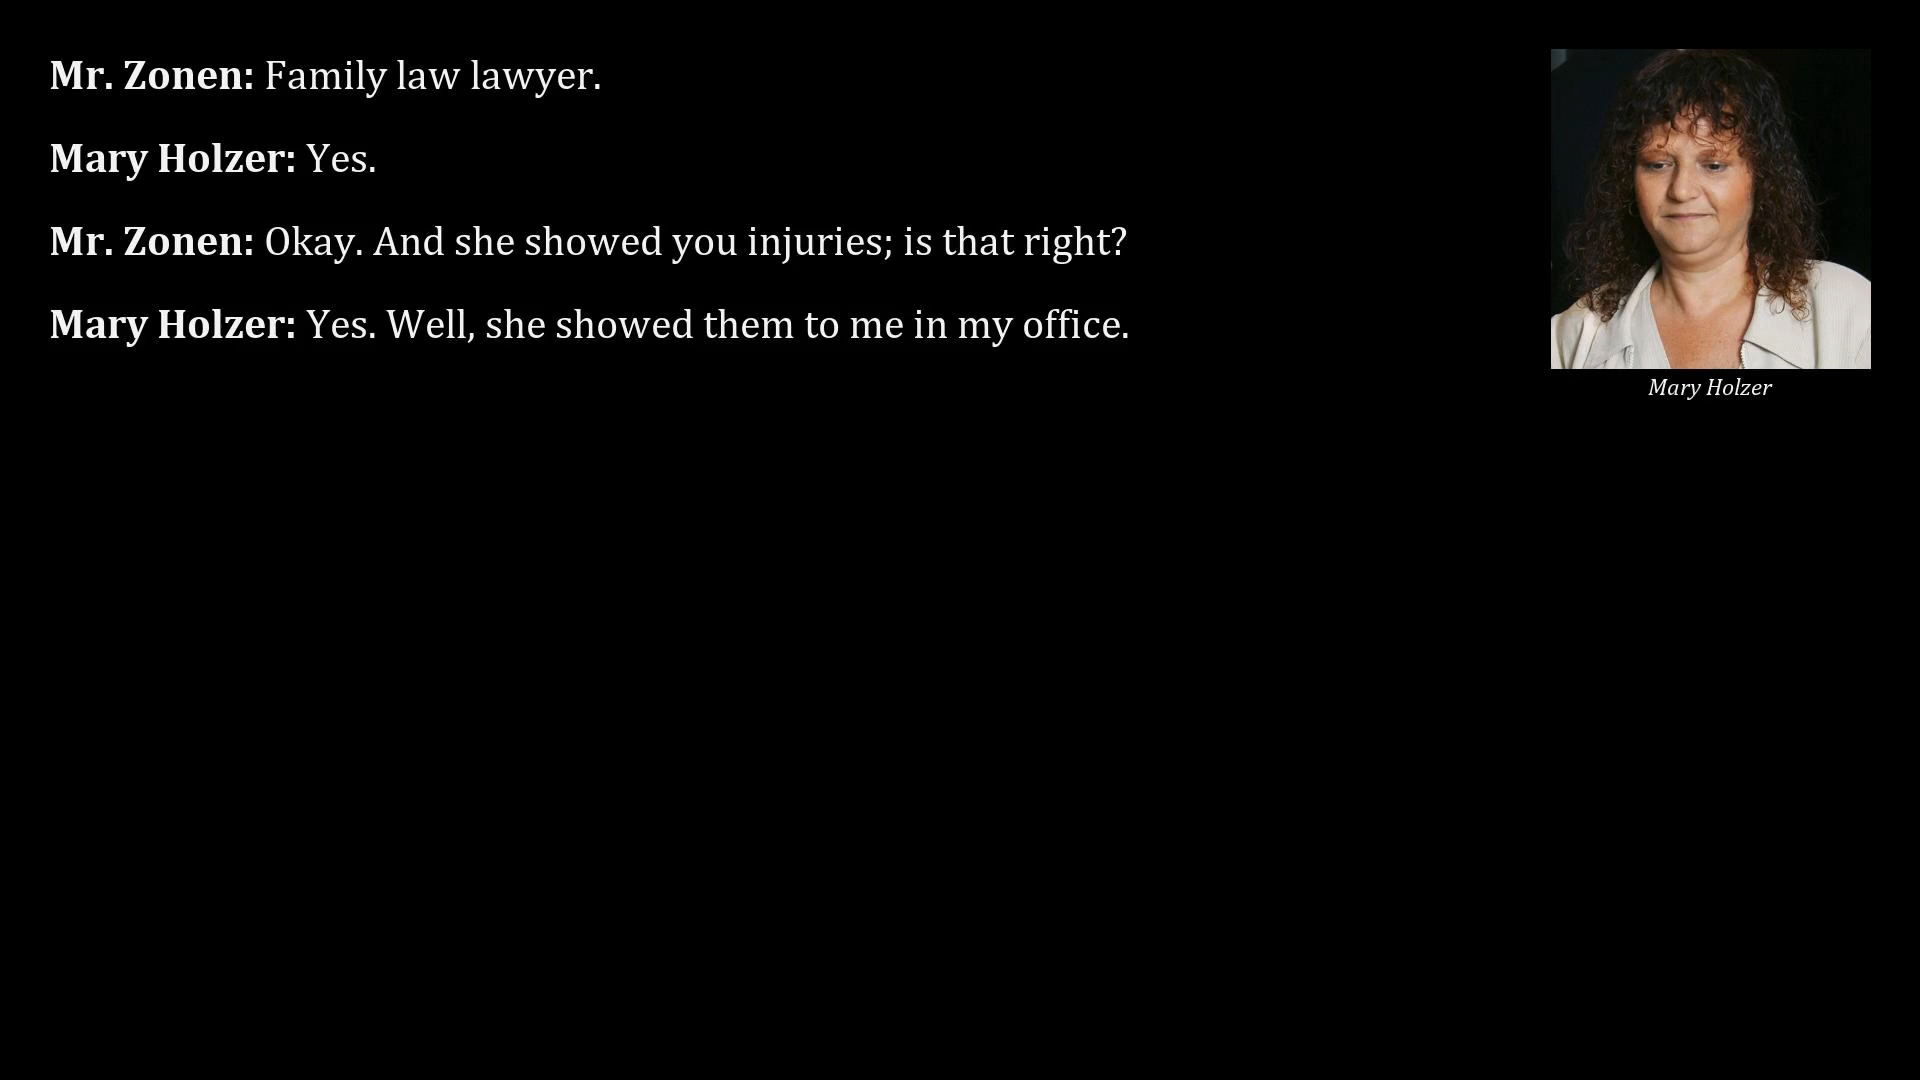 Mr. Zonen: Family law lawyer.
Mary Holzer: Yes.
Mr. Zonen: Okay. And she showed you injuries; is that right?
Mary Holzer: Yes. Well, she showed them to me in my office.
Mary Holzer